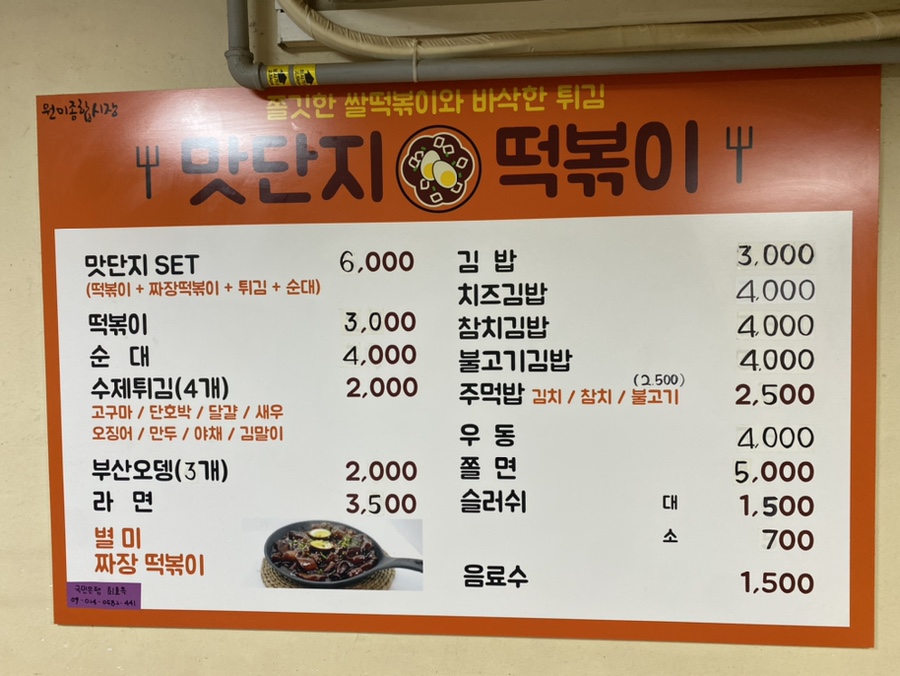 원미종합시장
쫄깃한 쌀떡볶이와 바삭한 튀김
맛단지 떡볶이
맛단지 SET 6,000
(떡볶이 + 짜장떡볶이 + 튀김 + 순대)
떡볶이 3,000
순 대 4,000
수제튀김(4개) 2,000
고구마 / 단호박 / 달걀 / 새우
오징어 / 만두 / 야채 / 김말이
부산오뎅(3개) 2,000
라 면 3,500
별 미
짜장 떡볶이
국민은행
김 밥 3,000
치즈김밥 4,000
참치김밥 4,000
불고기김밥 4,000
(2,500)
주먹밥 김치 / 참치 / 불고기 2,500
우 동 4,000
쫄 면 5,000
슬러쉬 대 1,500
소 700
음료수 1,500